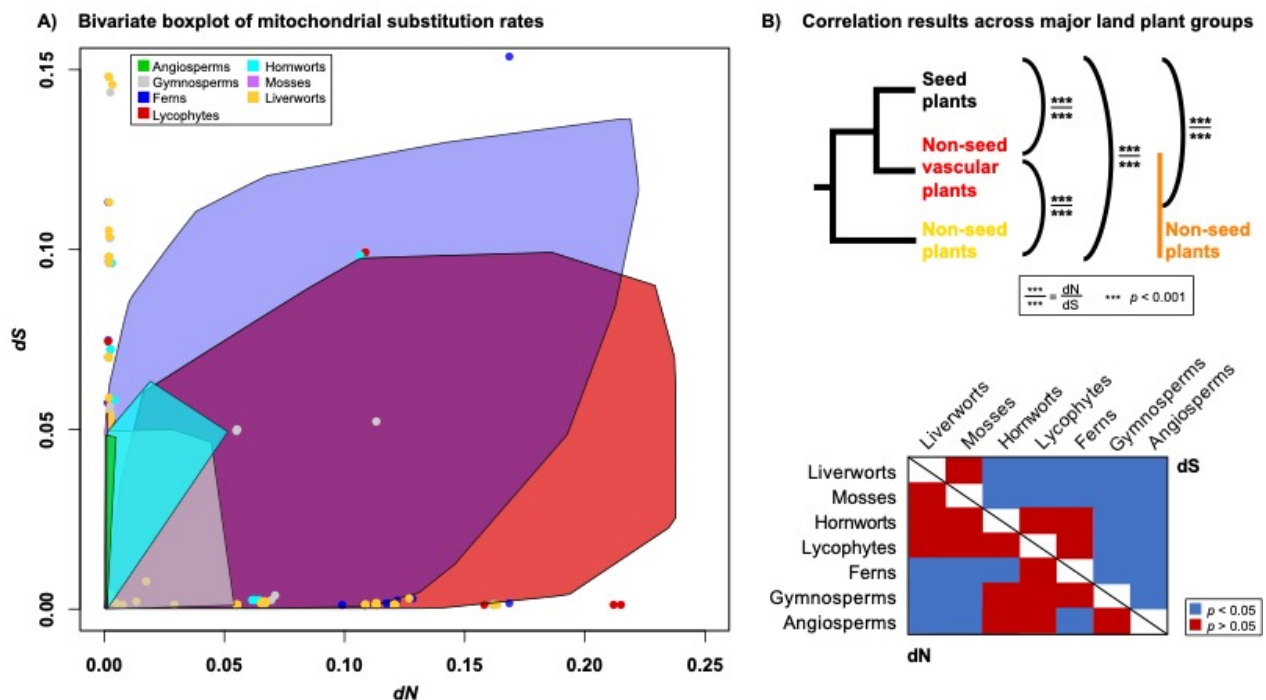 A) Bivariate boxplot of mitochondrial substitution rates
Angiosperms
Gymnosperms
Ferns
Lycophytes
Hornworts
Mosses
Liverworts
0.15
0.10
0.05
0.00
dS
0.00 0.05 0.10 0.15 0.20 0.25
dN
B) Correlation results across major land plant groups
Seed
plants
Non-seed
vascular
plants
Non-seed
plants
***
***
***
***
***
***
***
***
Non-seed
plants
*** = dN
*** dS
*** p < 0.001
Liverworts Mosses Hornworts Lycophytes Ferns Gymnosperms Angiosperms
dS
Liverworts
Mosses
Hornworts
Lycophytes
Ferns
Gymnosperms
Angiosperms
dN
p < 0.05
p > 0.05